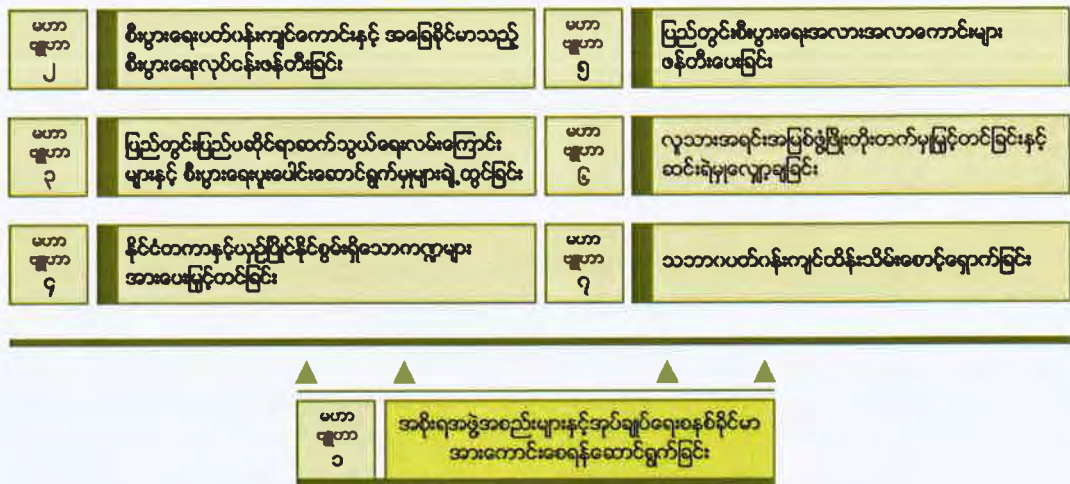 မဟာ
ဗျူဟာ
၂
စီးပွားရေးပတ်ဝန်းကျင်ကောင်းနှင့် အခြေခိုင်မာသည့်
စီးပွားရေးလုပ်ငန်းဖန်တီးခြင်း
မဟာ
ဗျူဟာ
၃
ပြည်တွင်းပြည်ပဆိုင်ရာဆက်သွယ်ရေးလမ်းကြောင်း
များနှင့် စီးပွားရေးပူးပေါင်းဆောင်ရွက်မှုများချဲ့ထွင်ခြင်း
မဟာ
ဗျူဟာ
၄
နိုင်ငံတကာနှင့်ယှဉ်ပြိုင်နိုင်စွမ်းရှိသောကဏ္ဍများ
အားပေးမြှင့်တင်ခြင်း
မဟာ
ဗျူဟာ
၅
ပြည်တွင်းစီးပွားရေးအလားအလာကောင်းများ
ဖန်တီးပေးခြင်း
မဟာ
ဗျူဟာ
၆
လူသားအရင်းအမြစ်ဖွံ့ဖြိုးတိုးတက်မှုမြှင့်တင်ခြင်းနှင့်
ဆင်းရဲမှုလျှော့ချခြင်း
မဟာ
ဗျူဟာ
၇
သဘာဝပတ်ဝန်းကျင်ထိန်းသိမ်းစောင့်ရှောက်ခြင်း
မဟာ
ဗျူဟာ
၁
အစိုးရအဖွဲ့အစည်းများနှင့်အုပ်ချုပ်ရေးစနစ်ခိုင်မာ
အားကောင်းစေရန်ဆောင်ရွက်ခြင်း